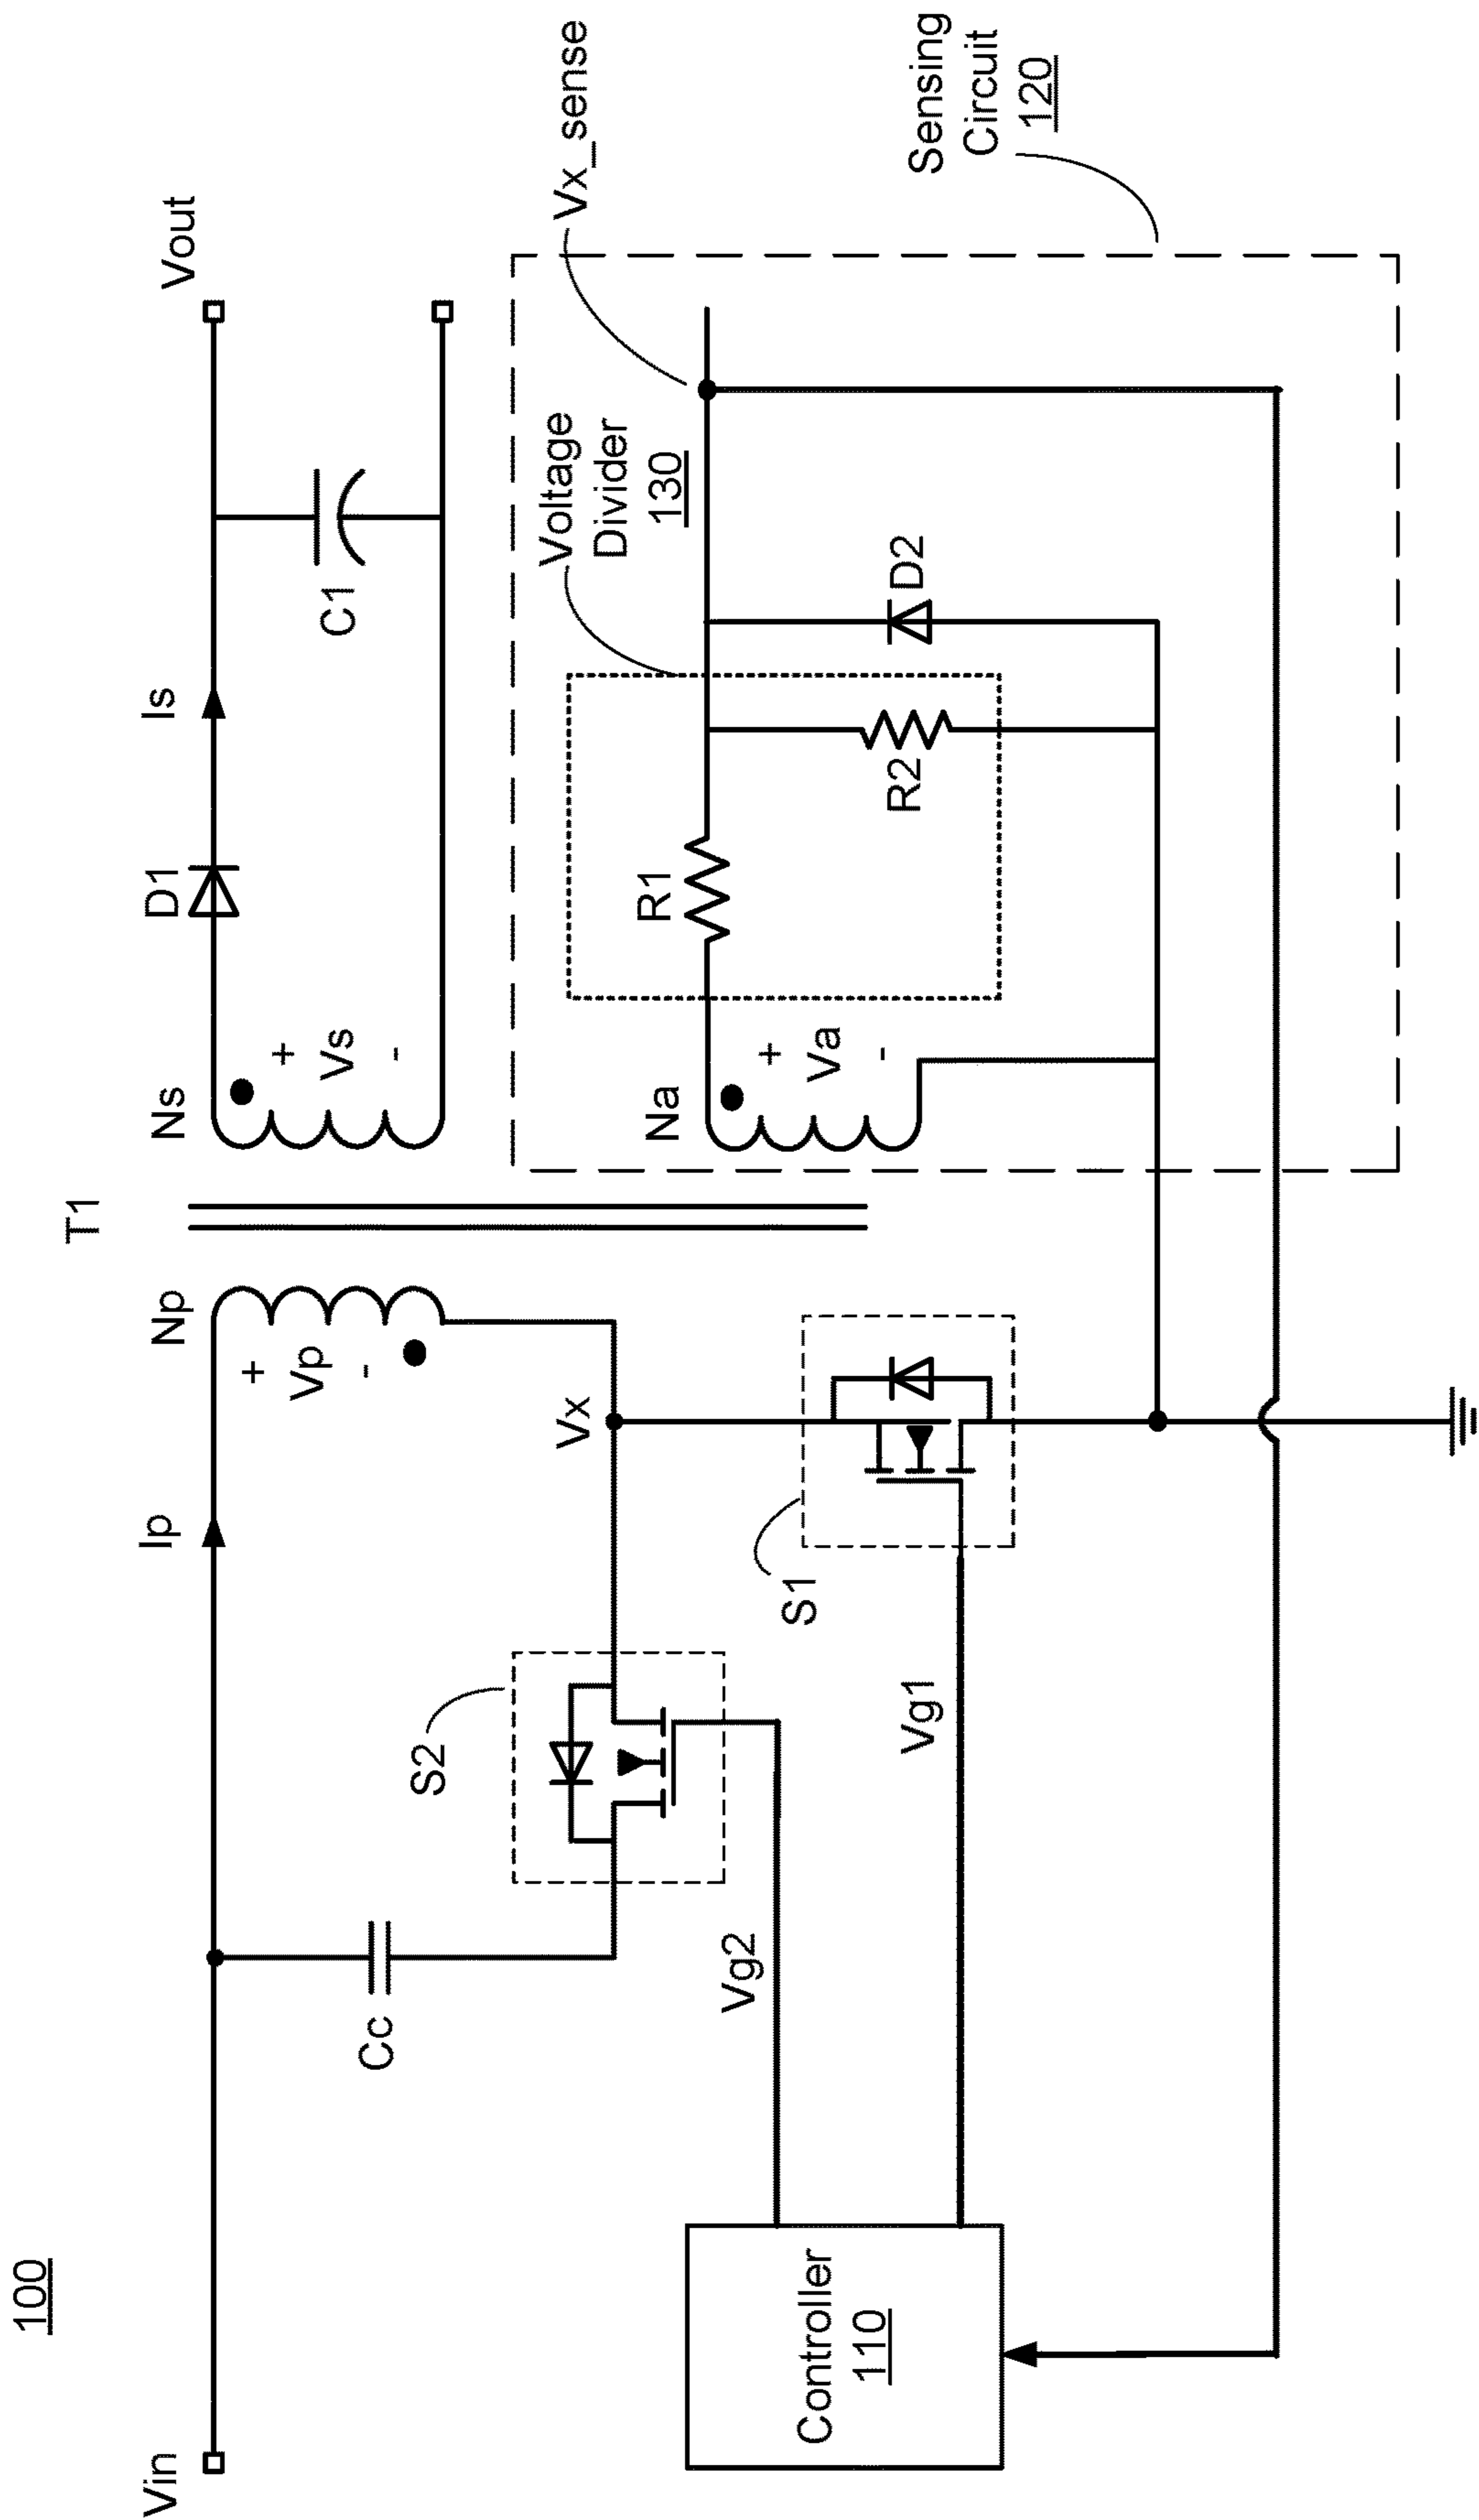 100
T1
Vin
Ip
Np
Ns
D1
Is
Vout
+
Vp
-
+
Vs
-
C1
Cc
S2
Vx
Vx_sense
Voltage
Divider
130
Na
+
Va
-
R1
R2
D2
Vg2
S1
Vg1
Controller
110
Sensing
Circuit
120